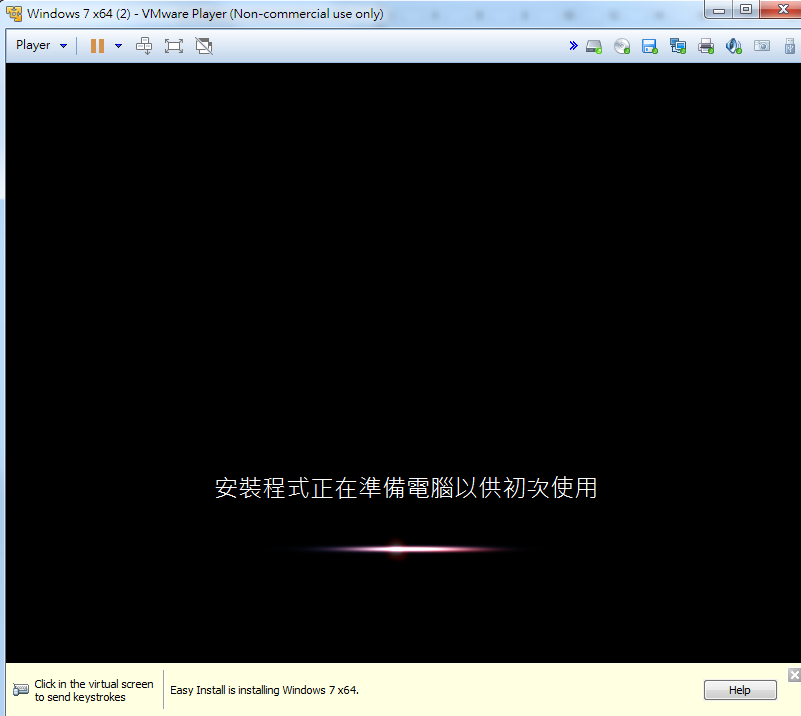 Windows 7 x64 (2) - VMware Player (Non-commercial use only)
Player
安裝程式正在準備電腦以供初次使用
Click in the virtual screen
to send keystrokes
Easy Install is installing Windows 7 x64.
Help